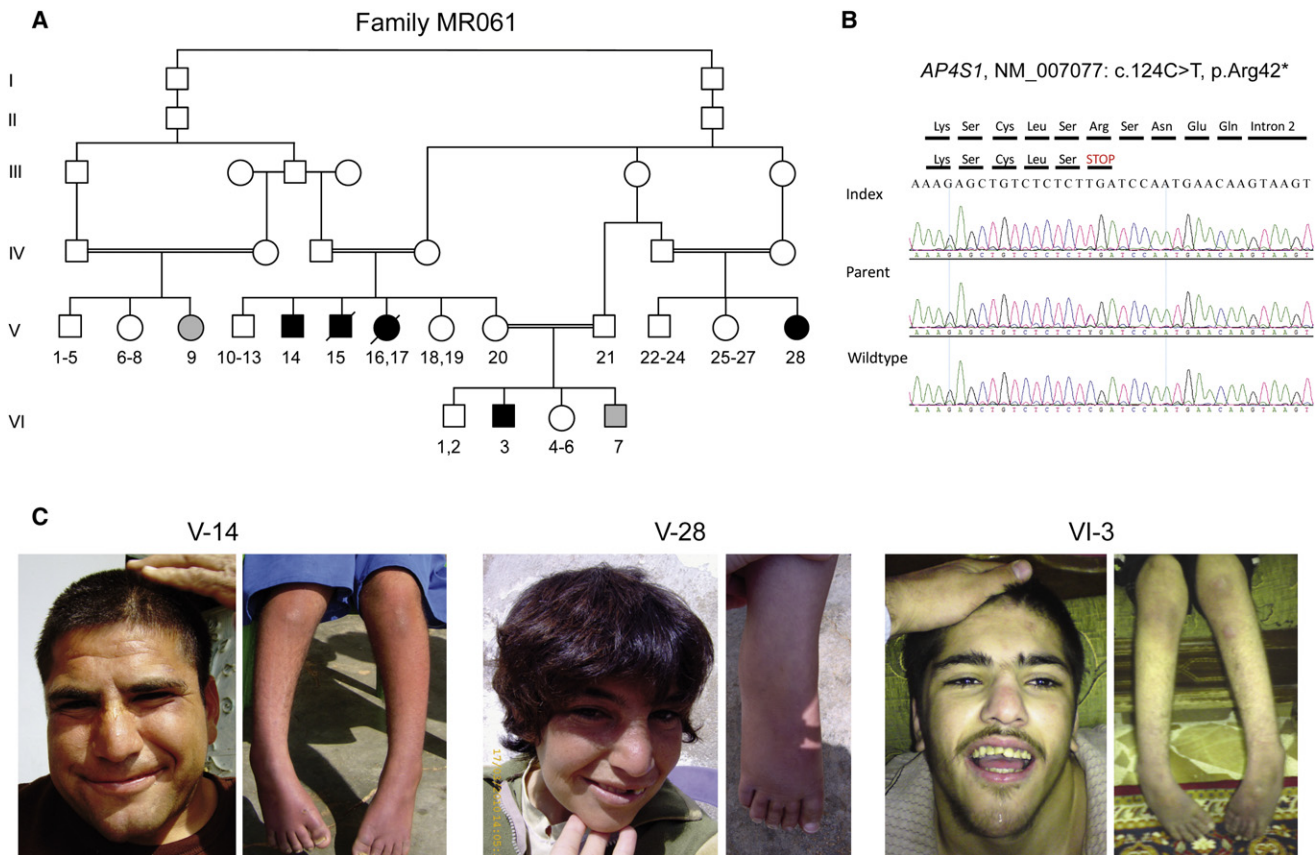 A
Family MR061
I
II
III
IV
V
VI
1-5
6-8
9
10-13
14
15
16,17
18,19
20
21
22-24
25-27
28
1,2
3
4-6
7
B
AP4S1, NM_007077: c.124C>T, p.Arg42*
Lys Ser Cys Leu Ser Arg Ser Asn Glu Gln Intron 2
Lys Ser Cys Leu Ser STOP
Index
AAAGAGCTGTCTCTCTTGATCCAATGAACAAGTAAGT
AAAGAGCTGTCTCTCTTGATCCAATGAACAAGTAAGT
Parent
AAAGAGCTGTCTCTCTYGATCCAATGAACAAGTAAGT
Wildtype
AAAGAGCTGTCTCTCTCGATCCAATGAACAAGTAAGT
C
V-14
V-28
VI-3